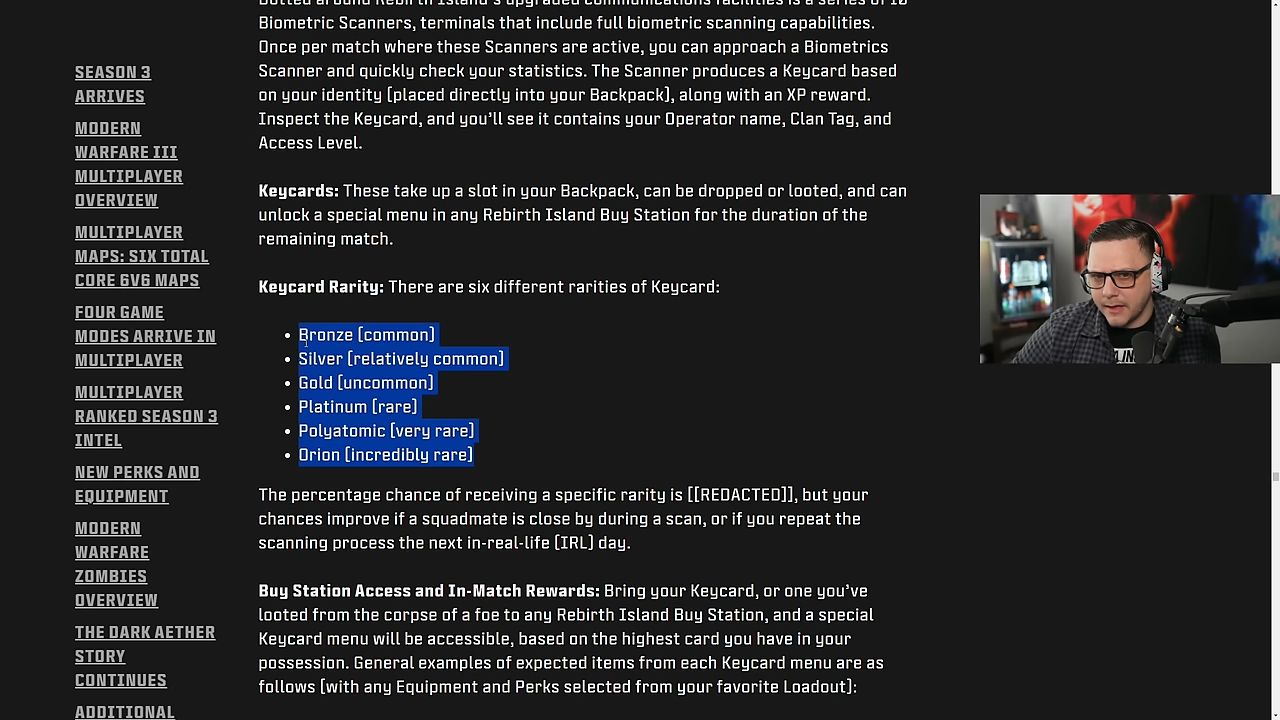 SEASON 3
ARRIVES
MODERN
WARFARE III
MULTIPLAYER
OVERVIEW
MULTIPLAYER
MAPS: SIX TOTAL
CORE 6V6 MAPS
FOUR GAME
MODES ARRIVE IN
MULTIPLAYER
MULTIPLAYER
RANKED SEASON 3
INTEL
NEW PERKS AND
EQUIPMENT
MODERN
WARFARE
ZOMBIES
OVERVIEW
THE DARK AETHER
STORY
CONTINUES
ADDITIONAL
Dotted around Rebirth Island's upgraded communications facilities is a series of 10
Biometric Scanners, terminals that include full biometric scanning capabilities.
Once per match where these Scanners are active, you can approach a Biometrics
Scanner and quickly check your statistics. The Scanner produces a Keycard based
on your identity (placed directly into your Backpack), along with an XP reward.
Inspect the Keycard, and you’ll see it contains your Operator name, Clan Tag, and
Access Level.
Keycards: These take up a slot in your Backpack, can be dropped or looted, and can
unlock a special menu in any Rebirth Island Buy Station for the duration of the
remaining match.
Keycard Rarity: There are six different rarities of Keycard:
• Bronze (common)
• Silver (relatively common)
• Gold (uncommon)
• Platinum (rare)
• Polyatomic (very rare)
• Orion (incredibly rare)
The percentage chance of receiving a specific rarity is [[REDACTED]], but your
chances improve if a squadmate is close by during a scan, or if you repeat the
scanning process the next in-real-life (IRL) day.
Buy Station Access and In-Match Rewards: Bring your Keycard, or one you’ve
looted from the corpse of a foe to any Rebirth Island Buy Station, and a special
Keycard menu will be accessible, based on the highest card you have in your
possession. General examples of expected items from each Keycard menu are as
follows (with any Equipment and Perks selected from your favorite Loadout):